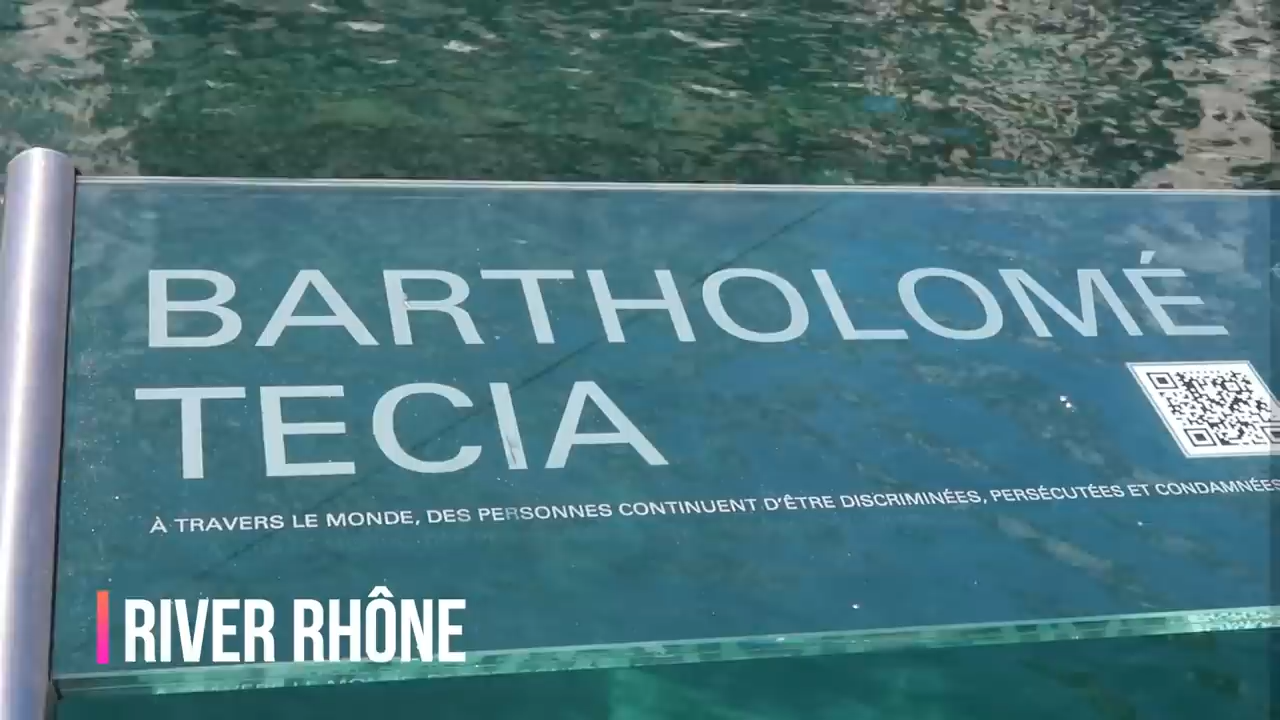 BARTHOLOMÉ
TECIA
À TRAVERS LE MONDE, DES PERSONNES CONTINUENT D'ÊTRE DISCRIMINÉES, PERSÉCUTÉES ET CONDAMNÉES
RIVER RHÔNE